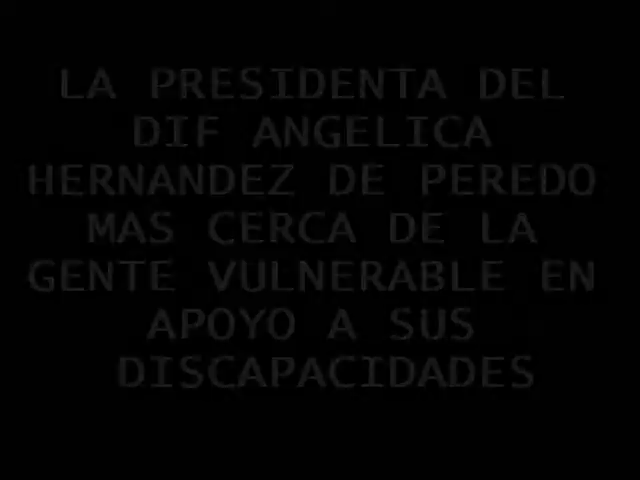 LA PRESIDENTA DEL
DIF ANGELICA
HERNANDEZ DE PEREDO
MAS CERCA DE LA
GENTE VULNERABLE EN
APOYO A SUS
DISCAPACIDADES